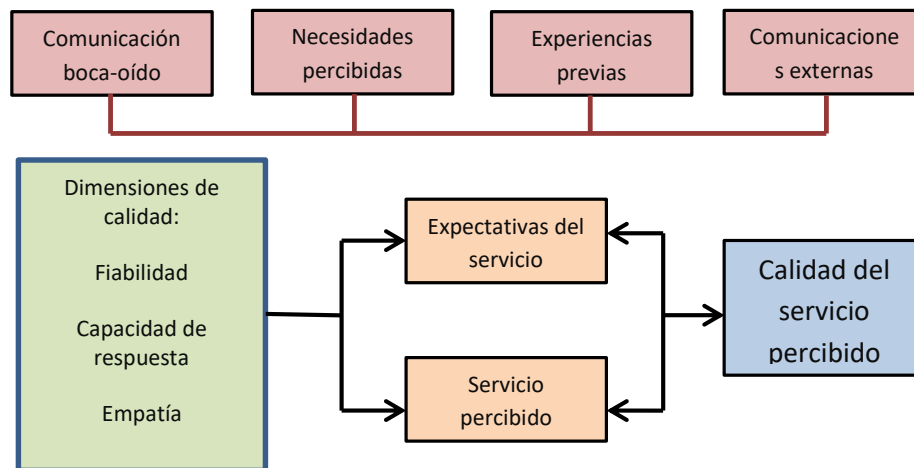 Comunicación
boca-oído
Necesidades
percibidas
Experiencias
previas
Comunicacione
s externas
Dimensiones de
calidad:
Fiabilidad
Capacidad de
respuesta
Empatía
Expectativas del
servicio
Servicio
percibido
Calidad del
servicio
percibido